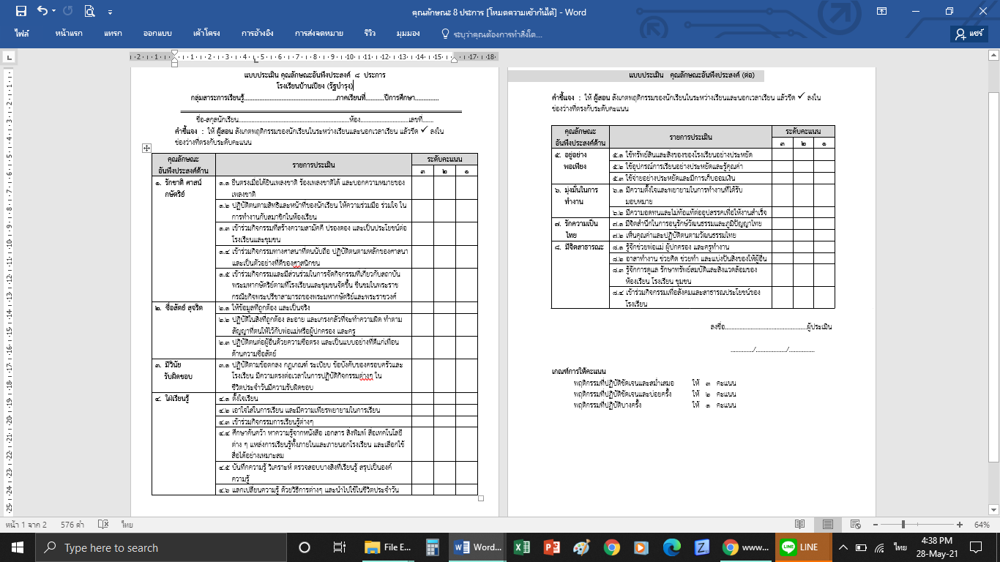 คุณลักษณะ 8 ประการ [โหมดความเข้ากันได้] - Word
ไฟล์ หน้าแรก แทรก ออกแบบ เค้าโครง การอ้างอิง การส่งจดหมาย รีวิว มุมมอง ระบุว่าคุณต้องการทำสิ่งใด... แชร์
แบบประเมิน คุณลักษณะอันพึงประสงค์ ๘ ประการ
โรงเรียนบ้านเปียง (รัฐบำรุง)
กลุ่มสาระการเรียนรู้..........ภาคเรียนที่..........ปีการศึกษา..........
ชื่อ-สกุลนักเรียน..........ห้อง..........เลขที่.......
คำชี้แจง : ให้ ผู้สอน สังเกตพฤติกรรมของนักเรียนในระหว่างเรียนและนอกเวลาเรียน แล้วขีด ✓ ลงใน
ช่องว่างที่ตรงกับระดับคะแนน
คุณลักษณะ
อันพึงประสงค์ด้าน
รายการประเมิน
ระดับคะแนน
๓ ๒ ๑
๑. รักชาติ ศาสน์
กษัตริย์
๑.๑ ยืนตรงเมื่อได้ยินเพลงชาติ ร้องเพลงชาติได้ และบอกความหมายของ
เพลงชาติ
๑.๒ ปฏิบัติตนตามสิทธิและหน้าที่ของนักเรียน ให้ความร่วมมือ ร่วมใจ ใน
การทำงานกับสมาชิกในห้องเรียน
๑.๓ เข้าร่วมกิจกรรมที่สร้างความสามัคคี ปรองดอง และเป็นประโยชน์ต่อ
โรงเรียนและชุมชน
๑.๔ เข้าร่วมกิจกรรมทางศาสนาที่ตนนับถือ ปฏิบัติตนตามหลักของศาสนา
และเป็นตัวอย่างที่ดีของศาสนิกชน
๑.๕ เข้าร่วมกิจกรรมและมีส่วนร่วมในการจัดกิจกรรมที่เกี่ยวกับสถาบัน
พระมหากษัตริย์ตามที่โรงเรียนและชุมชนจัดขึ้น ชื่นชมในพระราช
กรณียกิจพระปรีชาสามารถของพระมหากษัตริย์และพระราชวงศ์
๒. ซื่อสัตย์ สุจริต
๒.๑ ให้ข้อมูลที่ถูกต้อง และเป็นจริง
๒.๒ ปฏิบัติในสิ่งที่ถูกต้อง ละอาย และเกรงกลัวที่จะทำความผิด ทำตาม
สัญญาที่ตนให้ไว้กับพ่อแม่หรือผู้ปกครอง และครู
๒.๓ ปฏิบัติตนต่อผู้อื่นด้วยความซื่อตรง และเป็นแบบอย่างที่ดีแก่เพื่อน
ด้านความซื่อสัตย์
๓. มีวินัย
รับผิดชอบ
๓.๑ ปฏิบัติตามข้อตกลง กฎเกณฑ์ ระเบียบ ข้อบังคับของครอบครัวและ
โรงเรียน มีความตรงต่อเวลาในการปฏิบัติกิจกรรมต่างๆ ใน
ชีวิตประจำวันมีความรับผิดชอบ
๔. ใฝ่เรียนรู้
๔.๑ ตั้งใจเรียน
๔.๒ เอาใจใส่ในการเรียน และมีความเพียรพยายามในการเรียน
๔.๓ เข้าร่วมกิจกรรมการเรียนรู้ต่างๆ
๔.๔ ศึกษาค้นคว้า หาความรู้จากหนังสือ เอกสาร สิ่งพิมพ์ สื่อเทคโนโลยี
ต่าง ๆ แหล่งการเรียนรู้ทั้งภายในและภายนอกโรงเรียน และเลือกใช้
สื่อได้อย่างเหมาะสม
๔.๕ บันทึกความรู้ วิเคราะห์ ตรวจสอบบางสิ่งที่เรียนรู้ สรุปเป็นองค์
ความรู้
๔.๖ แลกเปลี่ยนความรู้ ด้วยวิธีการต่างๆ และนำไปใช้ในชีวิตประจำวัน
แบบประเมิน คุณลักษณะอันพึงประสงค์ (ต่อ)
คำชี้แจง : ให้ ผู้สอน สังเกตพฤติกรรมของนักเรียนในระหว่างเรียนและนอกเวลาเรียน แล้วขีด ✓ ลงใน
ช่องว่างที่ตรงกับระดับคะแนน
คุณลักษณะ
อันพึงประสงค์ด้าน
รายการประเมิน
ระดับคะแนน
๓ ๒ ๑
๕. อยู่อย่าง
พอเพียง
๕.๑ ใช้ทรัพย์สินและสิ่งของของโรงเรียนอย่างประหยัด
๕.๒ ใช้อุปกรณ์การเรียนอย่างประหยัดและรู้คุณค่า
๕.๓ ใช้จ่ายอย่างประหยัดและมีการเก็บออมเงิน
๖. มุ่งมั่นในการ
ทำงาน
๖.๑ มีความตั้งใจและพยายามในการทำงานที่ได้รับ
มอบหมาย
๖.๒ มีความอดทนและไม่ท้อแท้ต่ออุปสรรคเพื่อให้งานสำเร็จ
๗. รักความเป็น
ไทย
๗.๑ มีจิตสำนึกในการอนุรักษ์วัฒนธรรมและภูมิปัญญาไทย
๗.๒ เห็นคุณค่าและปฏิบัติตนตามวัฒนธรรมไทย
๘. มีจิตสาธารณะ
๘.๑ รู้จักช่วยพ่อแม่ ผู้ปกครอง และครูทำงาน
๘.๒ อาสาทำงาน ช่วยคิด ช่วยทำ และแบ่งปันสิ่งของให้ผู้อื่น
๘.๓ รู้จักการดูแล รักษาทรัพย์สมบัติและสิ่งแวดล้อมของ
ห้องเรียน โรงเรียน ชุมชน
๘.๔ เข้าร่วมกิจกรรมเพื่อสังคมและสาธารณประโยชน์ของ
โรงเรียน
ลงชื่อ..........ผู้ประเมิน
............./................../...............
เกณฑ์การให้คะแนน
พฤติกรรมที่ปฏิบัติชัดเจนและสม่ำเสมอ ให้ ๓ คะแนน
พฤติกรรมที่ปฏิบัติชัดเจนและบ่อยครั้ง ให้ ๒ คะแนน
พฤติกรรมที่ปฏิบัติบางครั้ง ให้ ๑ คะแนน
หน้า 1 จาก 2 576 คำ ไทย 64%
Type here to search File E... Word... www... LINE ไทย 4:38 PM
28-May-21